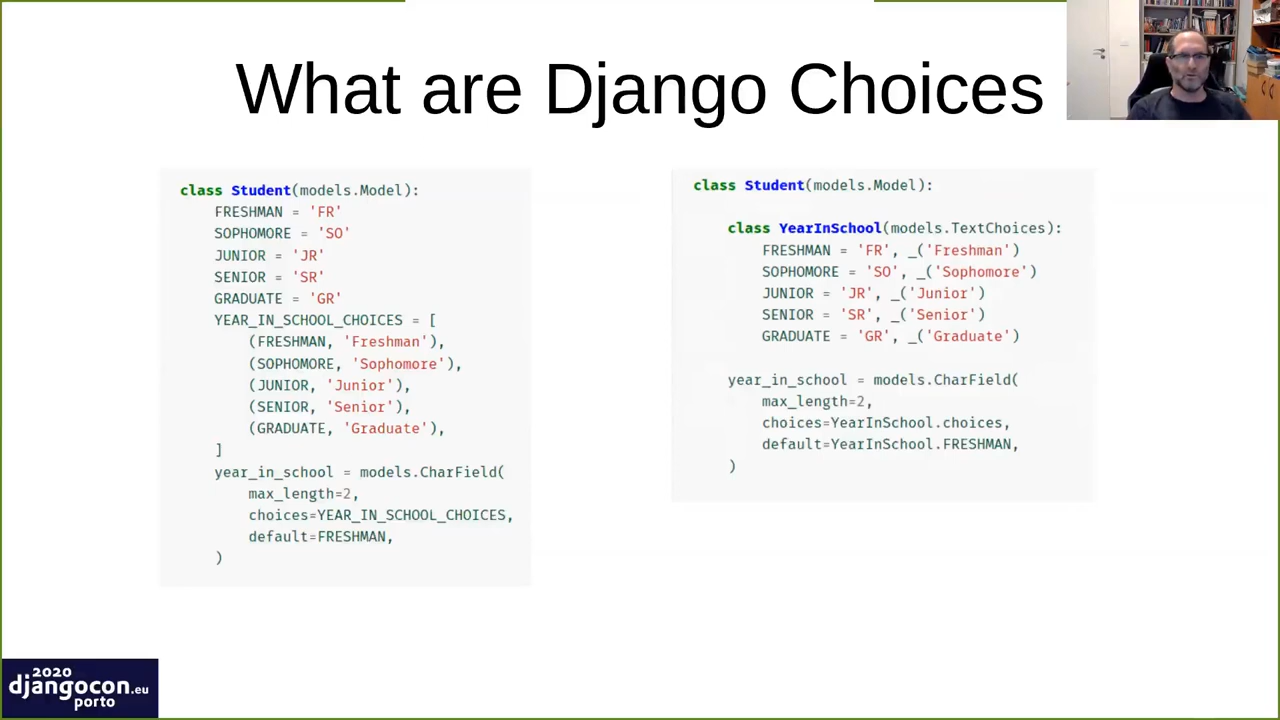 What are Django Choices
class Student(models.Model):
    FRESHMAN = 'FR'
    SOPHOMORE = 'SO'
    JUNIOR = 'JR'
    SENIOR = 'SR'
    GRADUATE = 'GR'
    YEAR_IN_SCHOOL_CHOICES = [
        (FRESHMAN, 'Freshman'),
        (SOPHOMORE, 'Sophomore'),
        (JUNIOR, 'Junior'),
        (SENIOR, 'Senior'),
        (GRADUATE, 'Graduate'),
    ]
    year_in_school = models.CharField(
        max_length=2,
        choices=YEAR_IN_SCHOOL_CHOICES,
        default=FRESHMAN,
    )
class Student(models.Model):
    class YearInSchool(models.TextChoices):
        FRESHMAN = 'FR', _('Freshman')
        SOPHOMORE = 'SO', _('Sophomore')
        JUNIOR = 'JR', _('Junior')
        SENIOR = 'SR', _('Senior')
        GRADUATE = 'GR', _('Graduate')
    year_in_school = models.CharField(
        max_length=2,
        choices=YearInSchool.choices,
        default=YearInSchool.FRESHMAN,
    )
2020
djangocon.eu
porto